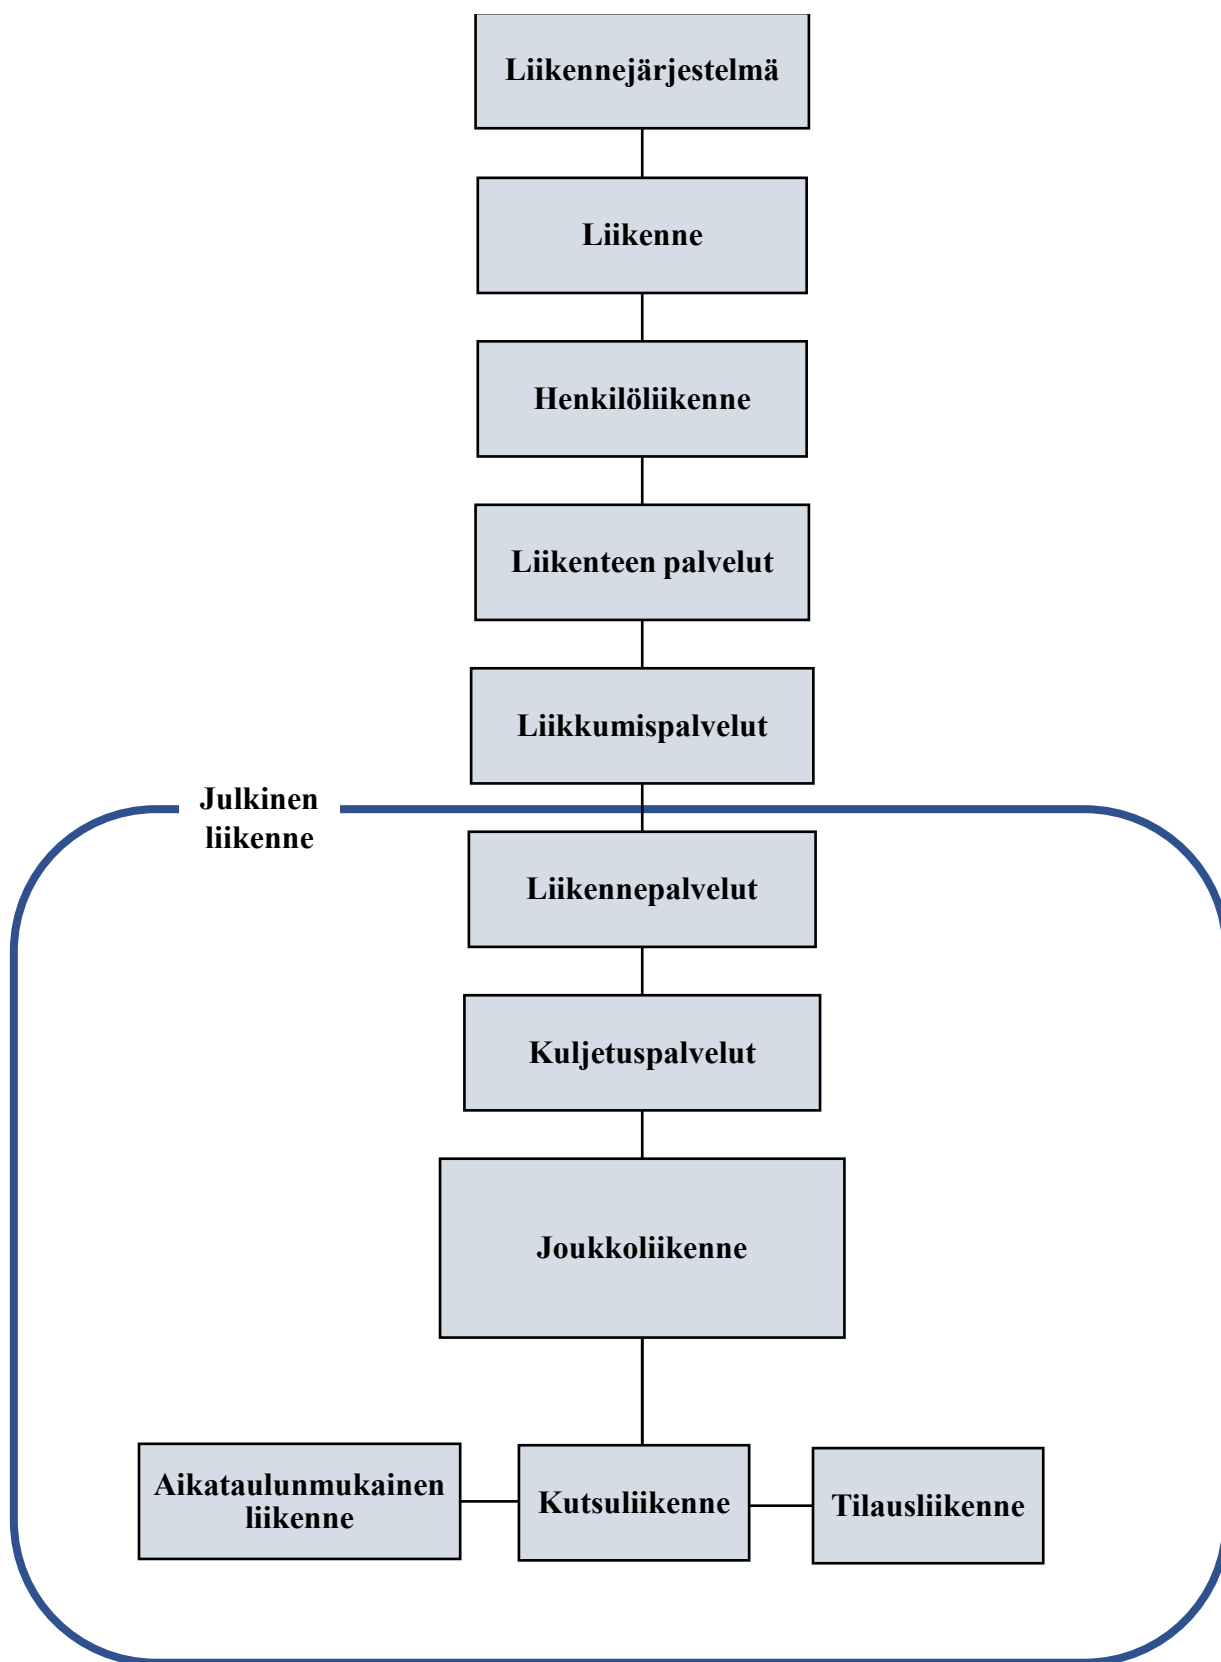 Liikennejärjestelmä
Liikenne
Henkilöliikenne
Liikenteen palvelut
Liikkumispalvelut
Julkinen
liikenne
Liikennepalvelut
Kuljetuspalvelut
Joukkoliikenne
Aikataulunmukainen
liikenne
Kutsuliikenne
Tilausliikenne